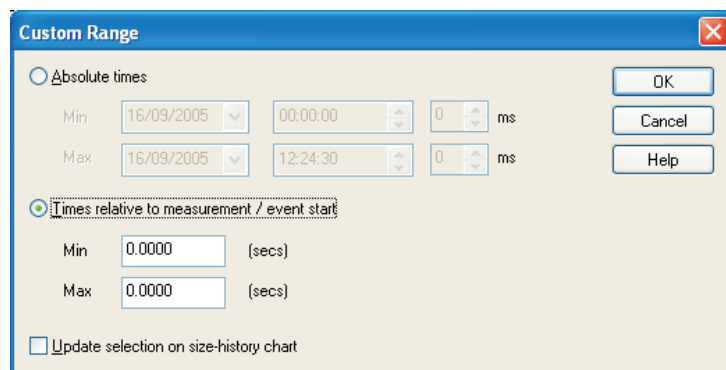 Custom Range
Absolute times
OK
Min 16/09/2005 00:00:00 0 ms
Cancel
Max 16/09/2005 12:24:30 0 ms
Help
Times relative to measurement / event start
Min 0.0000 (secs)
Max 0.0000 (secs)
Update selection on size-history chart